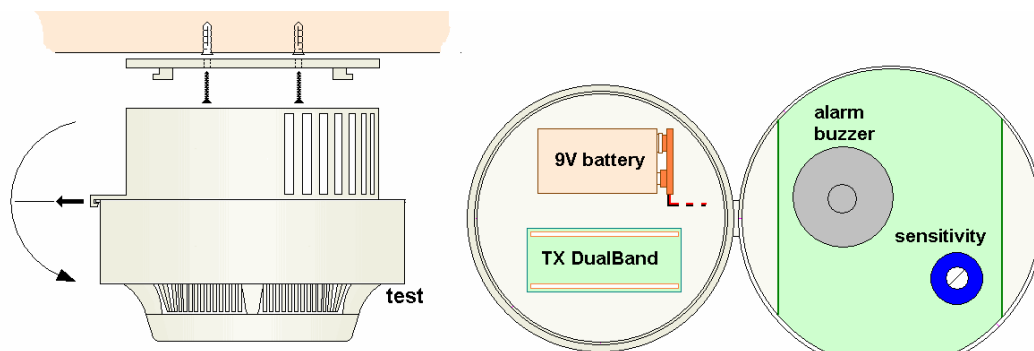 test
9V battery
TX DualBand
alarm
buzzer
sensitivity